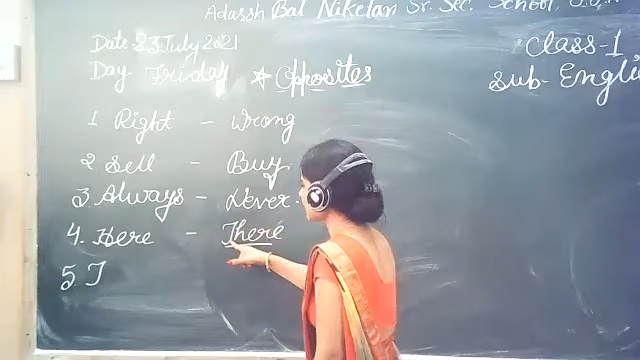 Adarsh Bal Niketan Sr. Sec. School,
Date-23 July 2021
Class-1
Day- Friday * Opposites
Sub- Engli
1 Right - Wrong
2 Sell - Buy
3. Always - Never
4. Here - There
5 T